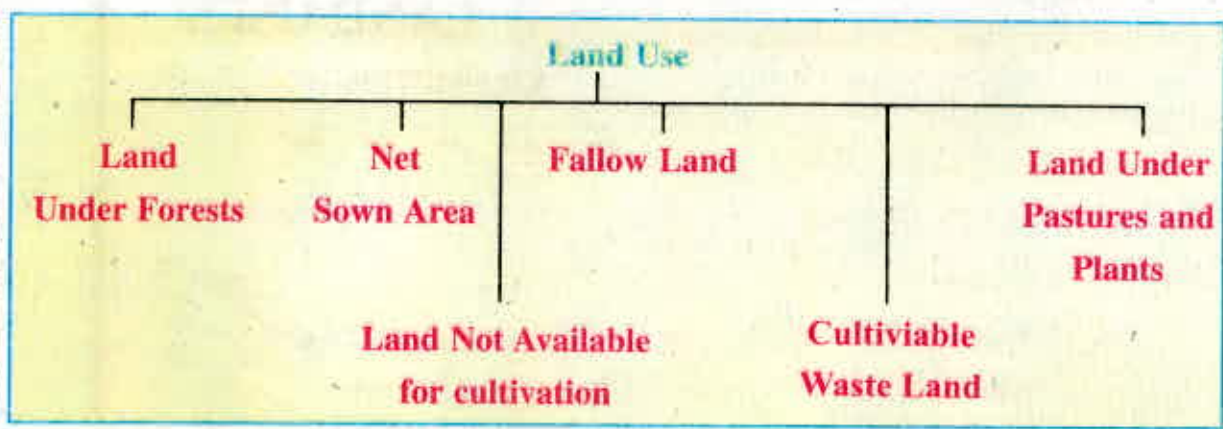 Land Use
Land
Under Forests
Net
Sown Area
Fallow Land
Land Under
Pastures and
Plants
Land Not Available
for cultivation
Cultiviable
Waste Land